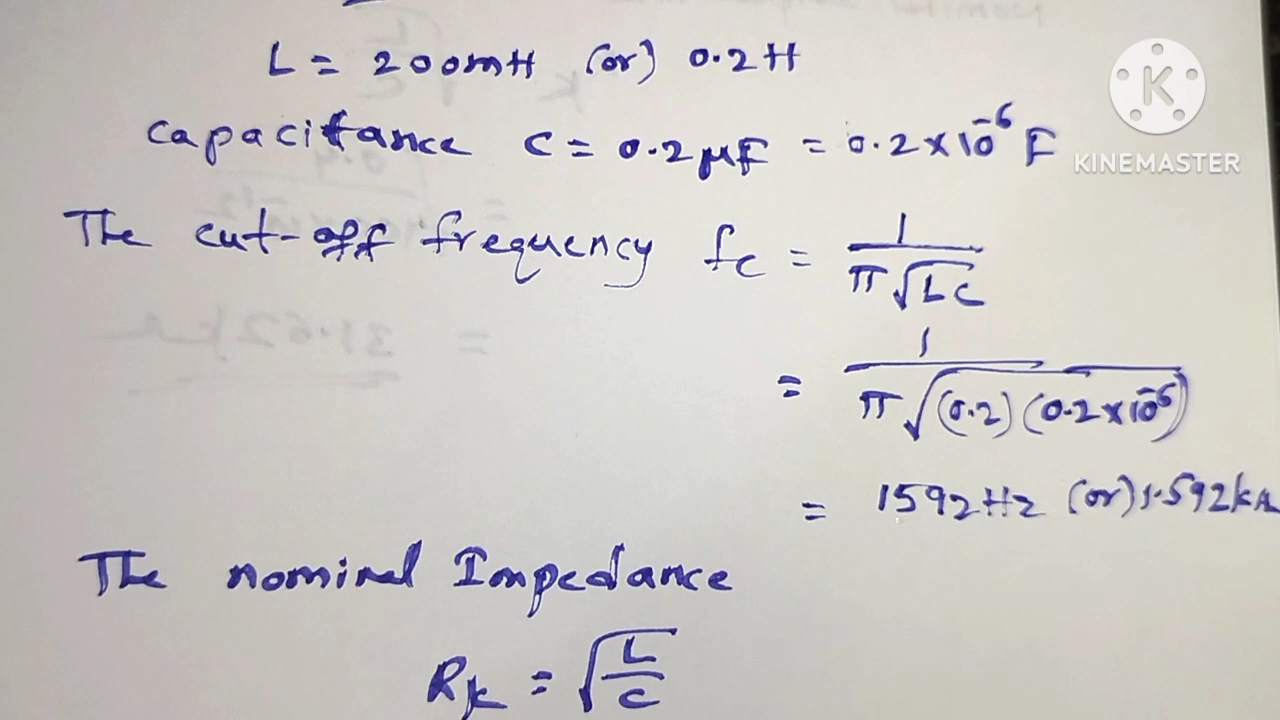 L = 200mH (or) 0.2H
capacitance C = 0.2μF = 0.2×10⁻⁶ F
KINEMASTER
The cut-off frequency fc = 1/π√LC
= 1/π√(0.2)(0.2×10⁻⁶)
= 1592Hz (or) 1.592k
The nominal Impedance
Rk = √L/C